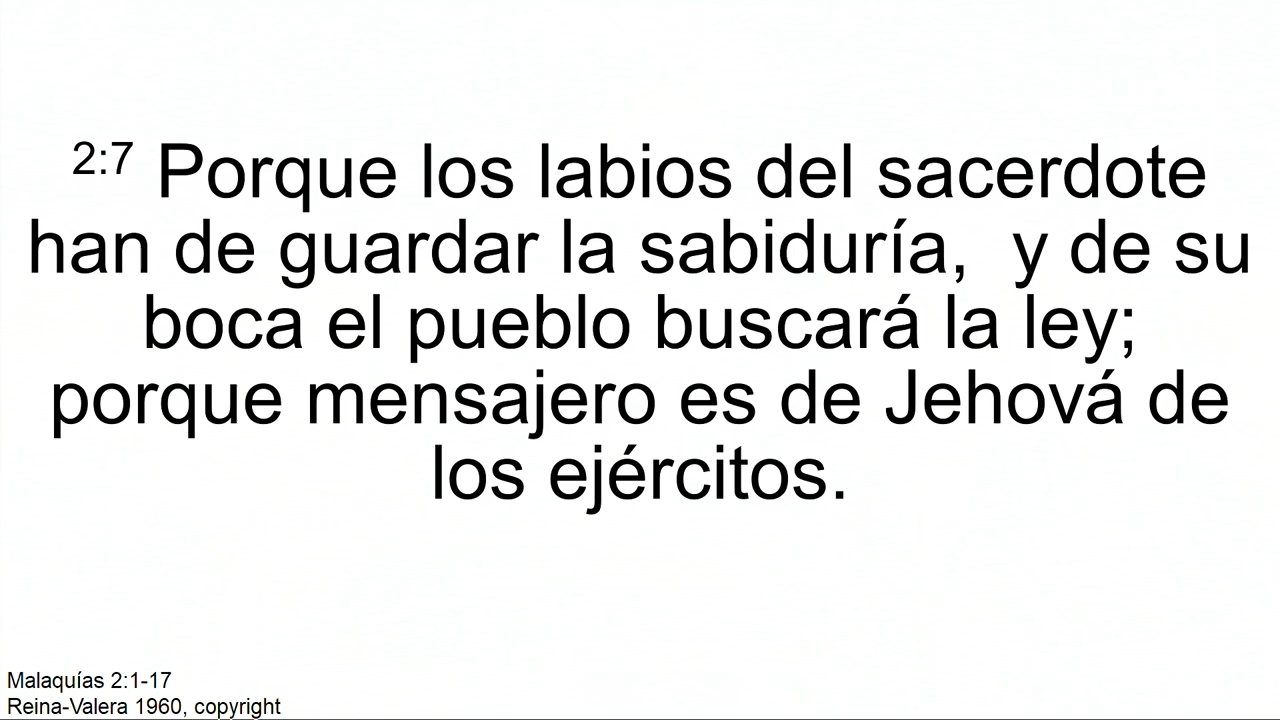 2:7 Porque los labios del sacerdote
han de guardar la sabiduría,  y de su
boca el pueblo buscará la ley;
porque mensajero es de Jehová de
los ejércitos.
Malaquías 2:1-17
Reina-Valera 1960, copyright